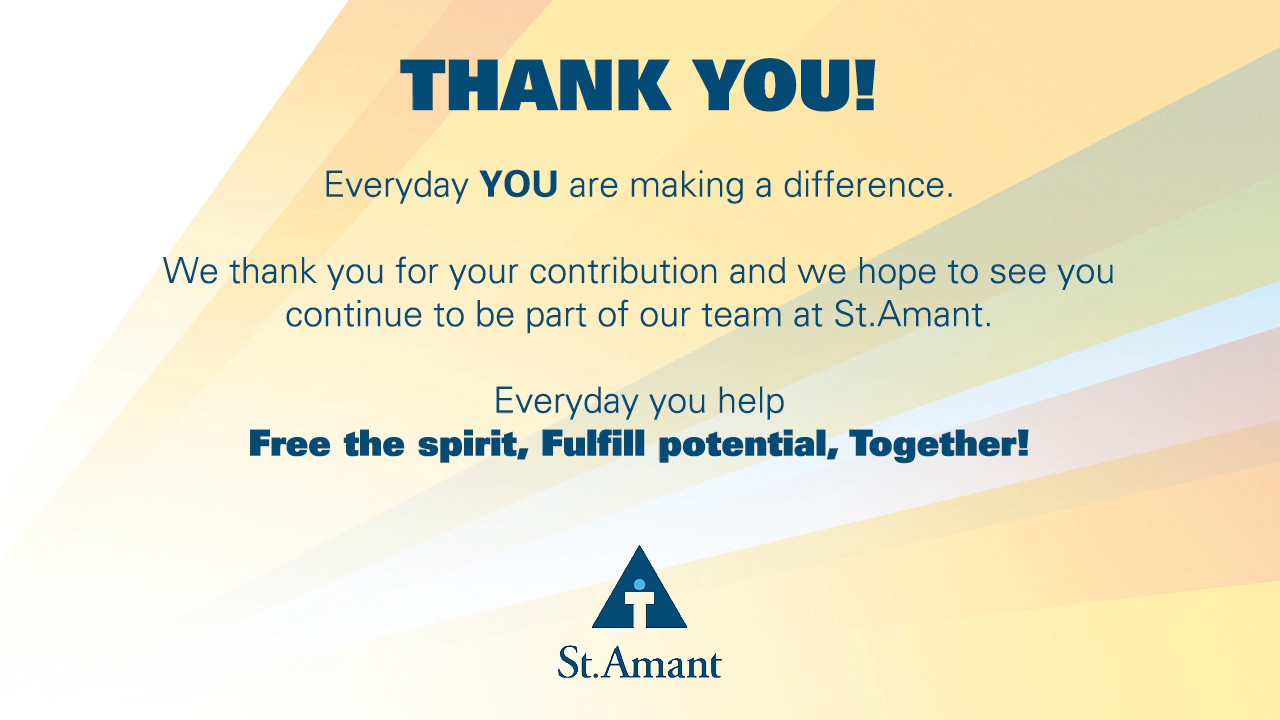 THANK YOU!
Everyday YOU are making a difference.
We thank you for your contribution and we hope to see you
continue to be part of our team at St.Amant.
Everyday you help
Free the spirit, Fulfill potential, Together!
St.Amant